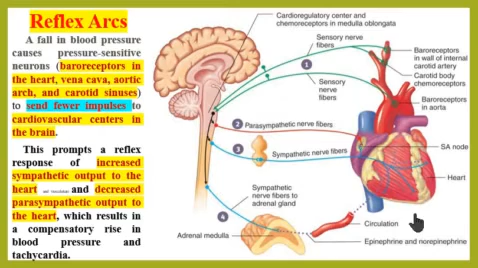 Reflex Arcs
A fall in blood pressure
causes pressure-sensitive
neurons (baroreceptors in
the heart, vena cava, aortic
arch, and carotid sinuses)
to send fewer impulses to
cardiovascular centers in
the brain.
This prompts a reflex
response of increased
sympathetic output to the
heart and vasculature and decreased
parasympathetic output to
the heart, which results in
a compensatory rise in
blood pressure and
tachycardia.
Cardioregulatory center and
chemoreceptors in medulla oblongata
Sensory nerve
fibers
1
Baroreceptors
in wall of internal
carotid artery
Carotid body
chemoreceptors
Sensory
nerve fibers
Baroreceptors
in aorta
2
Parasympathetic nerve fibers
3
Sympathetic nerve fibers
SA node
Heart
Sympathetic
nerve fibers to
adrenal gland
4
Adrenal medulla
Circulation
Epinephrine and norepinephrine